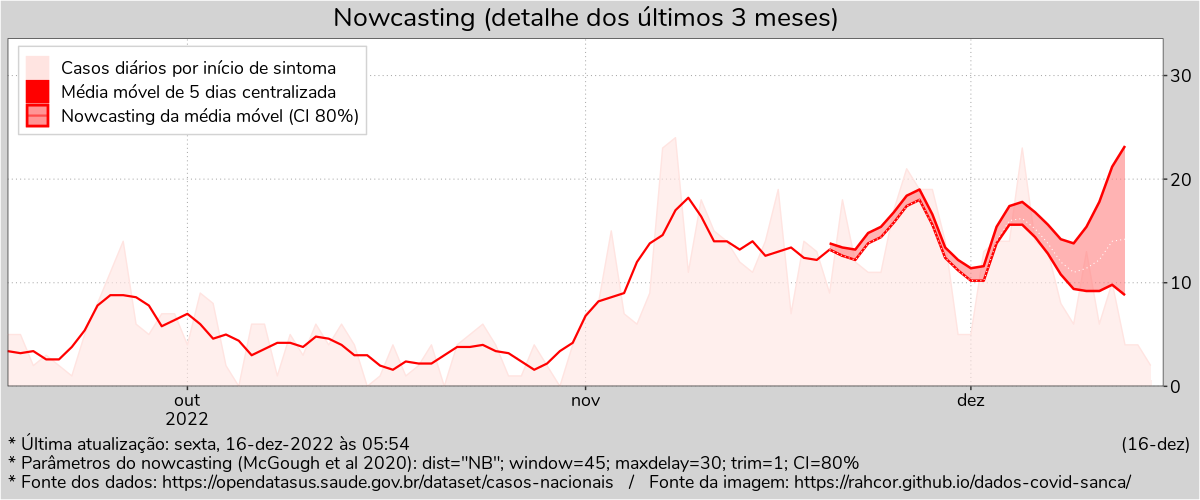 Nowcasting (detalhe dos últimos 3 meses)
Casos diários por início de sintoma
Média móvel de 5 dias centralizada
Nowcasting da média móvel (CI 80%)
30
20
10
0
out
2022
nov
dez
* Última atualização: sexta, 16-dez-2022 às 05:54
(16-dez)
* Parâmetros do nowcasting (McGough et al 2020): dist="NB"; window=45; maxdelay=30; trim=1; CI=80%
* Fonte dos dados: https://opendatasus.saude.gov.br/dataset/casos-nacionais / Fonte da imagem: https://rahcor.github.io/dados-covid-sanca/